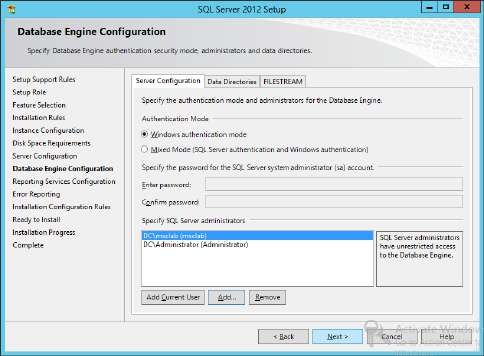 SQL Server 2012 Setup
Database Engine Configuration
Specify Database Engine authentication security mode, administrators and data directories.
Setup Support Rules
Setup Role
Feature Selection
Installation Rules
Instance Configuration
Disk Space Requirements
Server Configuration
Database Engine Configuration
Reporting Services Configuration
Error Reporting
Installation Configuration Rules
Ready to Install
Installation Progress
Complete
Server Configuration Data Directories FILESTREAM
Specify the authentication mode and administrators for the Database Engine.
Authentication Mode
Windows authentication mode
Mixed Mode (SQL Server authentication and Windows authentication)
Specify the password for the SQL Server system administrator (sa) account.
Enter password:
Confirm password:
Specify SQL Server administrators
DC\msclab (msclab)
DC\Administrator (Administrator)
SQL Server administrators
have unrestricted access
to the Database Engine.
Add Current User Add... Remove
Activate Window
< Back Next > Cancel Help